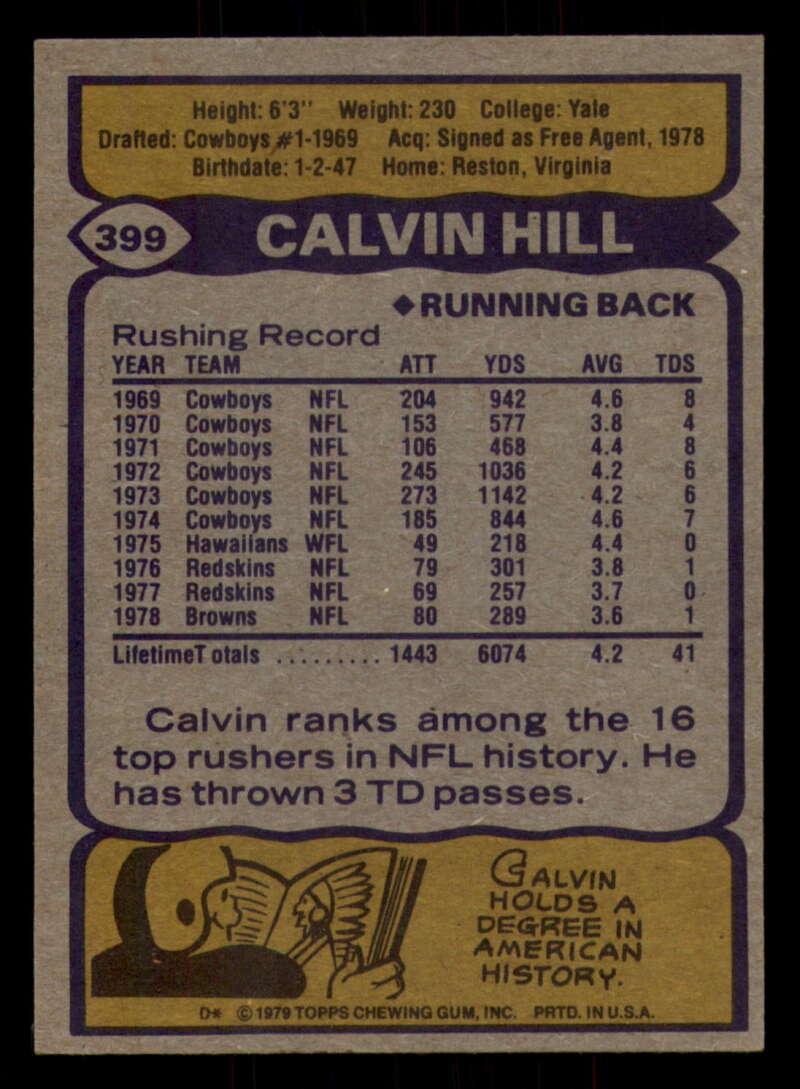 Height: 6'3" Weight: 230 College: Yale
Drafted: Cowboys #1-1969 Acq: Signed as Free Agent, 1978
Birthdate: 1-2-47 Home: Reston, Virginia
399 CALVIN HILL
◆RUNNING BACK
Rushing Record
YEAR TEAM ATT YDS AVG TDS
1969 Cowboys NFL 204 942 4.6 8
1970 Cowboys NFL 153 577 3.8 4
1971 Cowboys NFL 106 468 4.4 8
1972 Cowboys NFL 245 1036 4.2 6
1973 Cowboys NFL 273 1142 4.2 6
1974 Cowboys NFL 185 844 4.6 7
1975 Hawaiians WFL 49 218 4.4 0
1976 Redskins NFL 79 301 3.8 1
1977 Redskins NFL 69 257 3.7 0
1978 Browns NFL 80 289 3.6 1
LifetimeTotals ......... 1443 6074 4.2 41
Calvin ranks among the 16
top rushers in NFL history. He
has thrown 3 TD passes.
CALVIN
HOLDS A
DEGREE IN
AMERICAN
HISTORY.
D* © 1979 TOPPS CHEWING GUM, INC. PRTD. IN U.S.A.